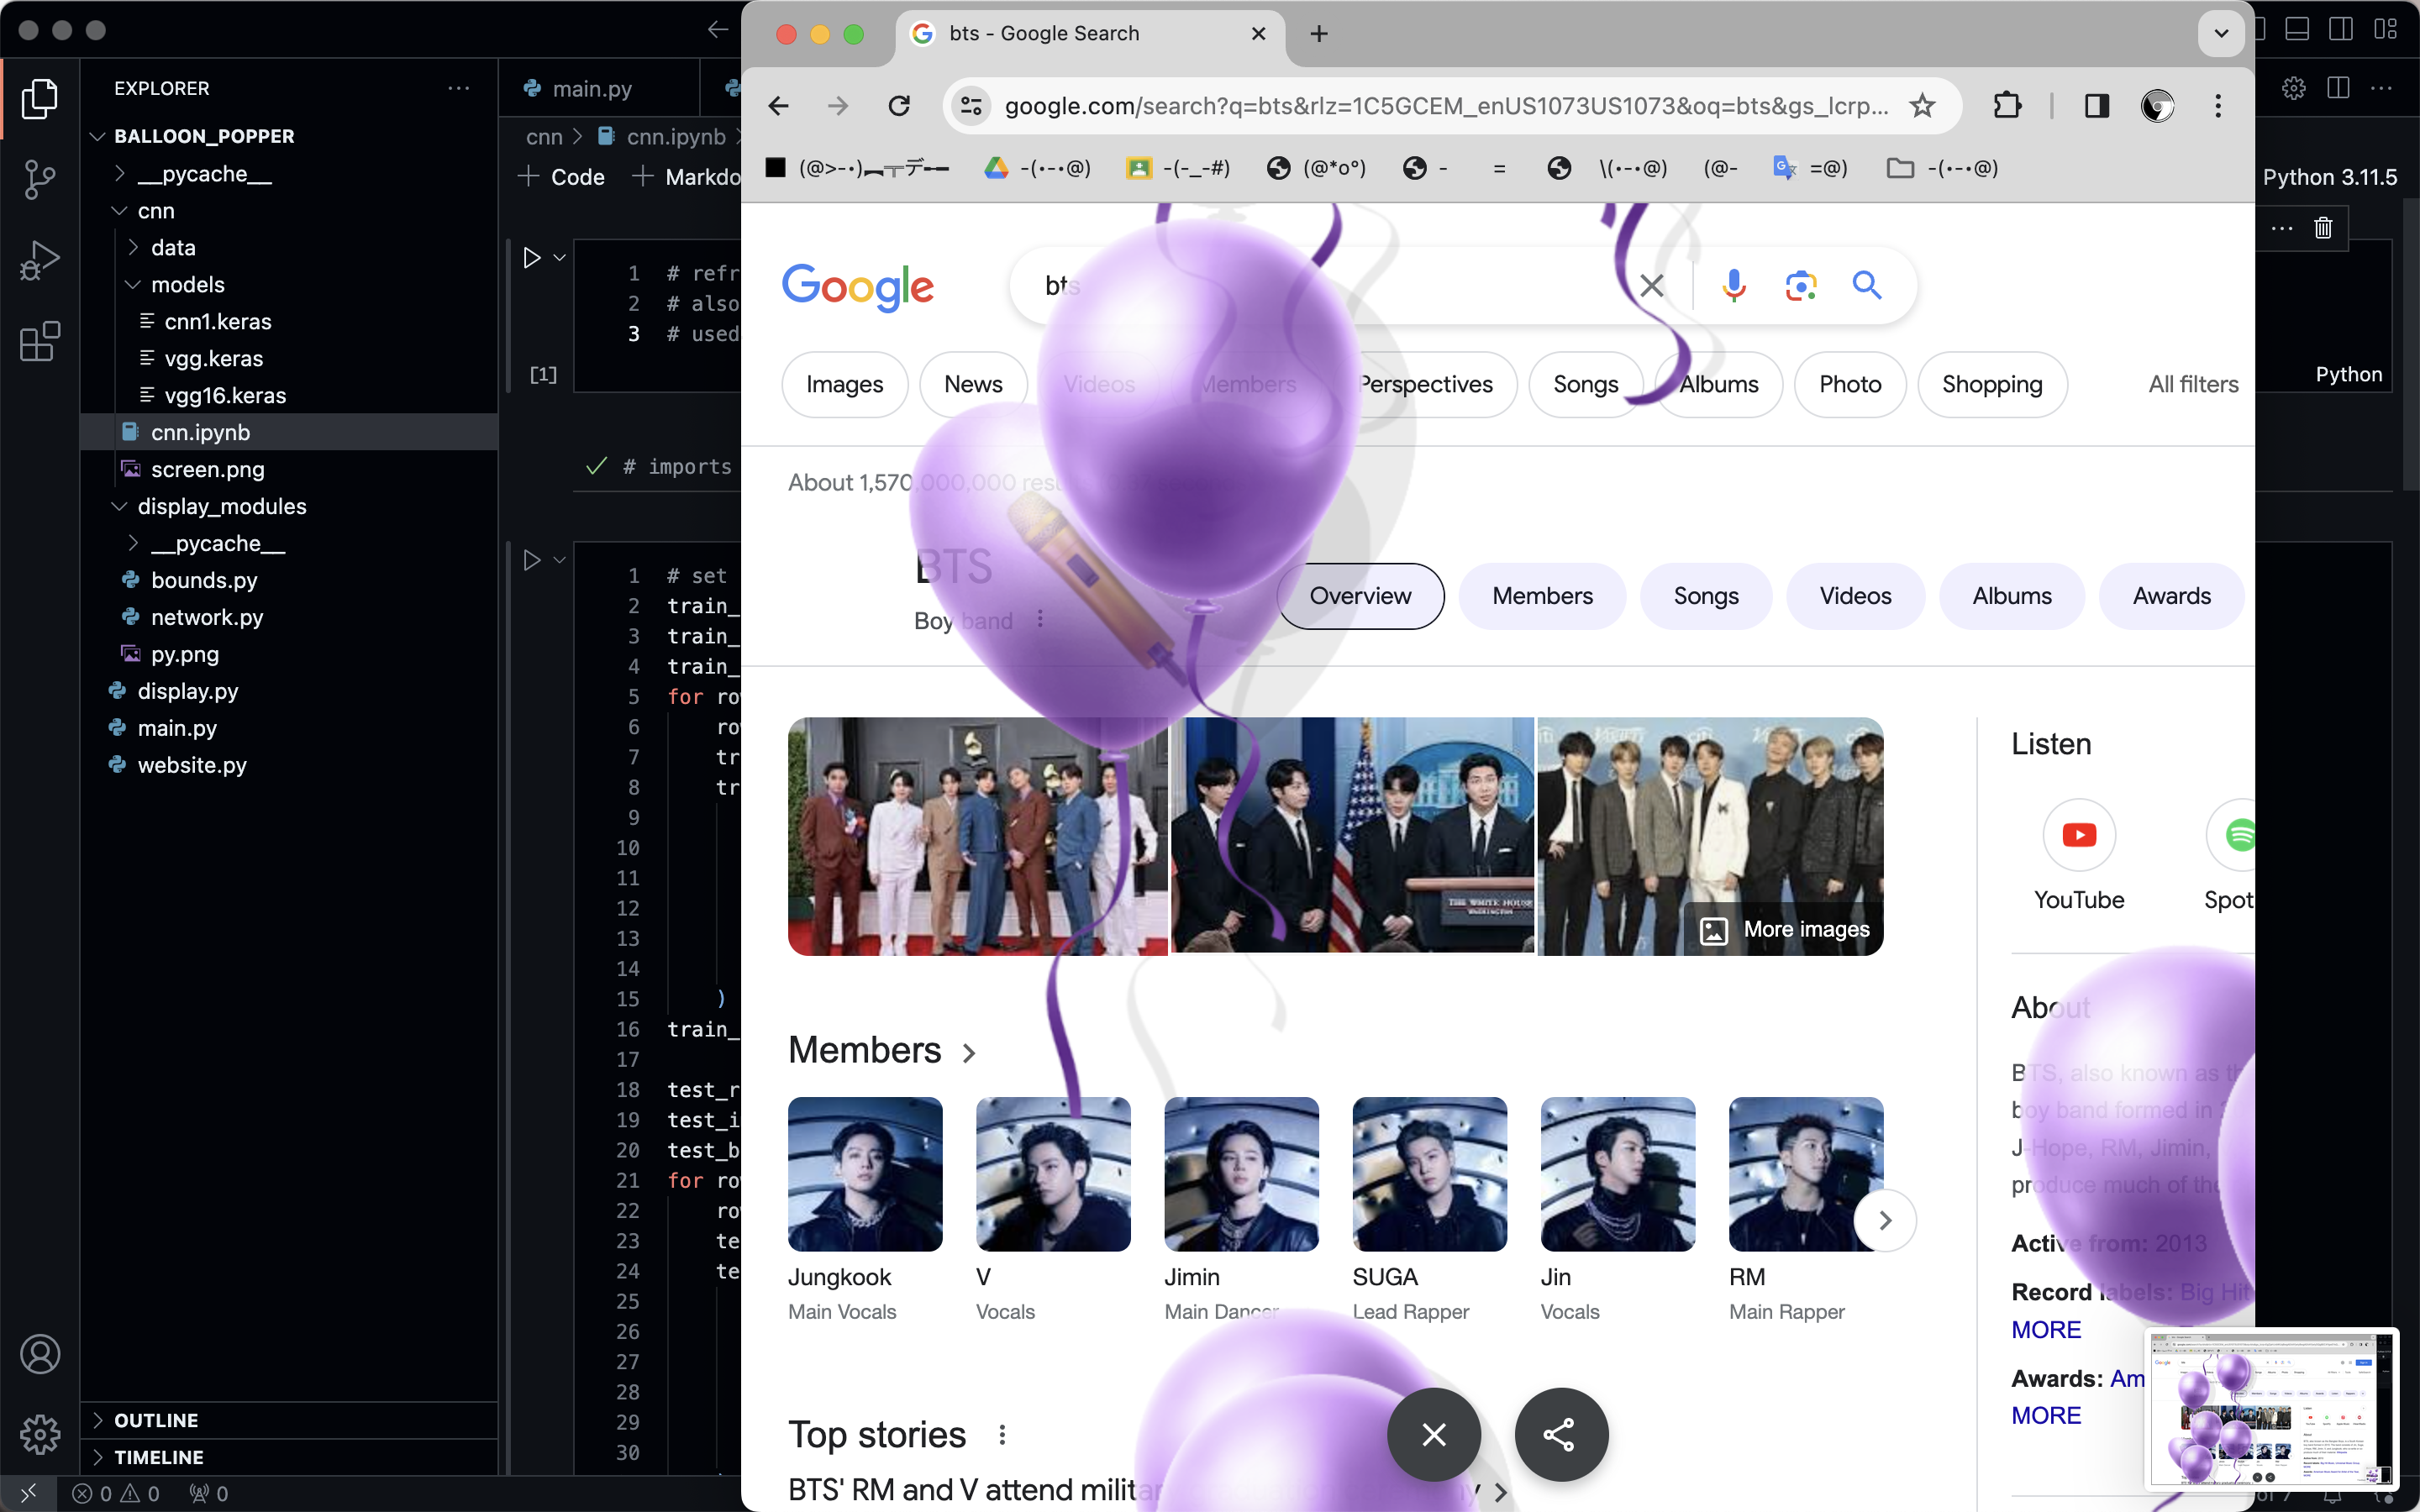 EXPLORER
BALLOON_POPPER
__pycache__
cnn
data
models
cnn1.keras
vgg.keras
vgg16.keras
cnn.ipynb
screen.png
display_modules
__pycache__
bounds.py
network.py
py.png
display.py
main.py
website.py
OUTLINE
TIMELINE
0 0 0
main.py
cnn > cnn.ipynb >
+ Code + Markdo
Python 3.11.5
1 # refr
2 # also
3 # used
[1]
Python
# imports
1 # set
2 train_
3 train_
4 train_
5 for ro
6 ro
7 tr
8 tr
9
10
11
12
13
14
15 )
16 train_
17
18 test_r
19 test_i
20 test_b
21 for ro
22 ro
23 te
24 te
25
26
27
28
29
30
bts - Google Search
google.com/search?q=bts&rlz=1C5GCEM_enUS1073US1073&oq=bts&gs_lcrp...
(@>-•)︻╦デ╾━ -(•-•@) -(-_-#) (@*o°) - = \(•-•@) (@- =@) -(•-•@)
Google
bts
Images News Videos Members Perspectives Songs Albums Photo Shopping All filters
About 1,570,000,000 resu
BTS
Boy band
Overview Members Songs Videos Albums Awards
THE WHITE HOUSE
WASHINGTON
More images
Members >
Jungkook
Main Vocals
V
Vocals
Jimin
Main Dancer
SUGA
Lead Rapper
Jin
Vocals
RM
Main Rapper
Top stories
BTS' RM and V attend milita
Listen
YouTube
Spot
About
BTS, also known as th
boy band formed in
J-Hope, RM, Jimin,
produce much of the
Active from: 2013
Record labels: Big Hit
MORE
Awards: Am
MORE
of 7